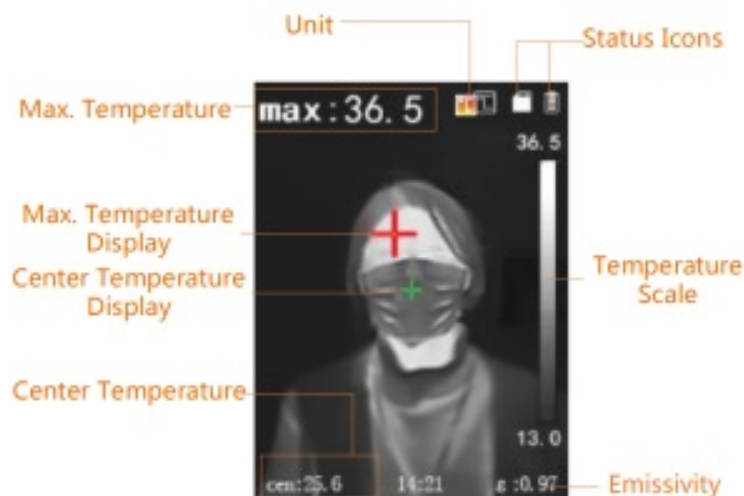 Unit
Status Icons
Max. Temperature
max:36.5
36.5
Max. Temperature
Display
Center Temperature
Display
Temperature
Scale
Center Temperature
13.0
cen:25.6
14:21
ε:0.97
Emissivity